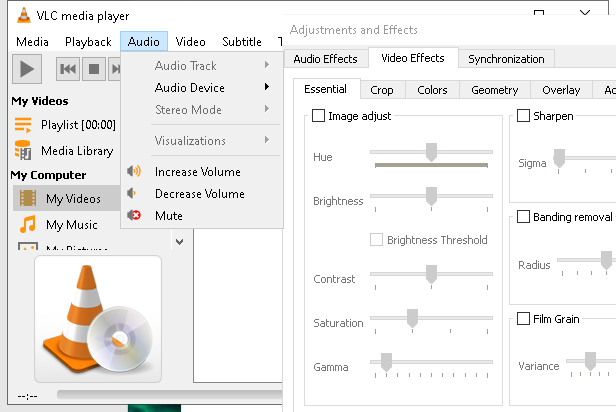 VLC media player
Media Playback Audio Video Subtitle
Audio Track
Audio Device
Stereo Mode
Visualizations
Increase Volume
Decrease Volume
Mute
My Videos
Playlist [00:00]
Media Library
My Computer
My Videos
My Music
My Pictures
--:--
Adjustments and Effects
Audio Effects Video Effects Synchronization
Essential Crop Colors Geometry Overlay
Image adjust
Hue
Brightness
Brightness Threshold
Contrast
Saturation
Gamma
Sharpen
Sigma
Banding removal
Radius
Film Grain
Variance